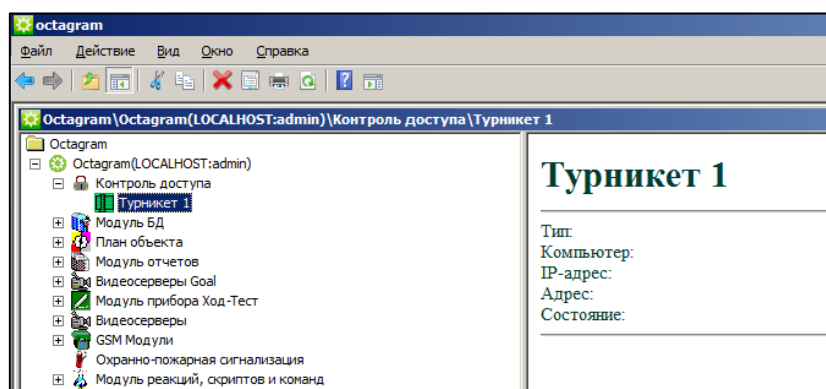 octagram
Файл Действие Вид Окно Справка
Octagram\Octagram(LOCALHOST:admin)\Контроль доступа\Турникет 1
Octagram
Octagram(LOCALHOST:admin)
Контроль доступа
Турникет 1
Модуль БД
План объекта
Модуль отчетов
Видеосерверы Goal
Модуль прибора Ход-Тест
Видеосерверы
GSM Модули
Охранно-пожарная сигнализация
Модуль реакций, скриптов и команд
Турникет 1
Тип:
Компьютер:
IP-адрес:
Адрес:
Состояние: